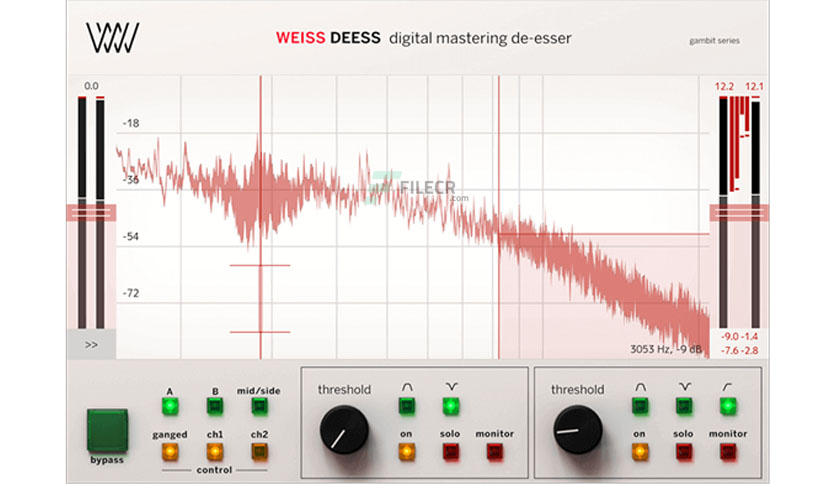 WEISS DEESS digital mastering de-esser
gambit series
0.0
12.2 12.1
-18
-36
-54
-72
FILECR
.com
>>
3053 Hz, -9 dB
-9.0 -1.4
-7.6 -2.8
A B mid/side
ganged ch1 ch2
control
bypass
threshold
on solo monitor
threshold
on solo monitor